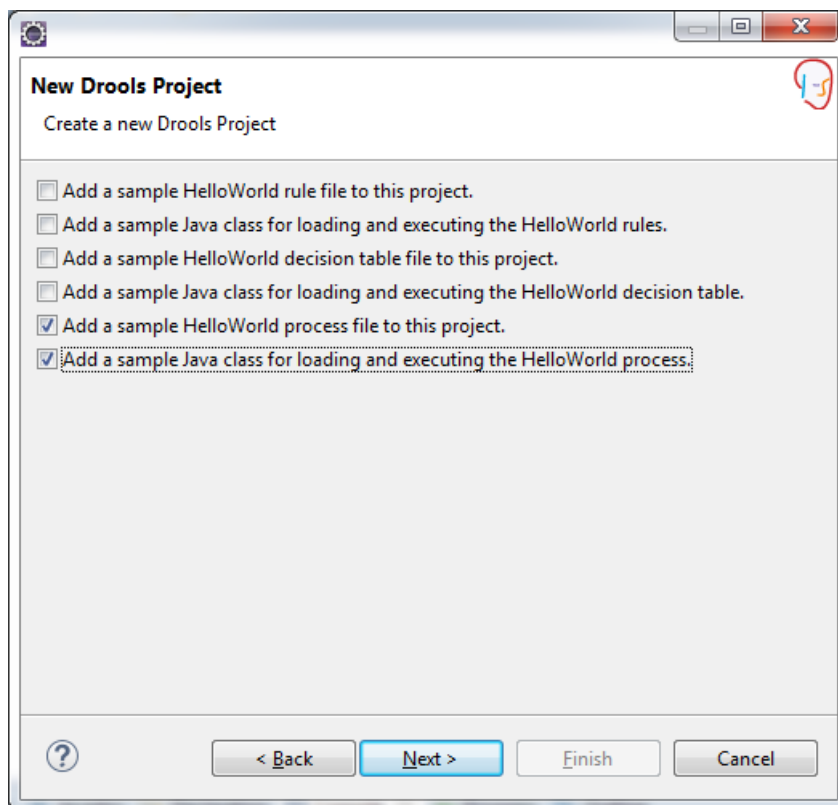 New Drools Project
Create a new Drools Project
Add a sample HelloWorld rule file to this project.
Add a sample Java class for loading and executing the HelloWorld rules.
Add a sample HelloWorld decision table file to this project.
Add a sample Java class for loading and executing the HelloWorld decision table.
Add a sample HelloWorld process file to this project.
Add a sample Java class for loading and executing the HelloWorld process.
? < Back Next > Finish Cancel